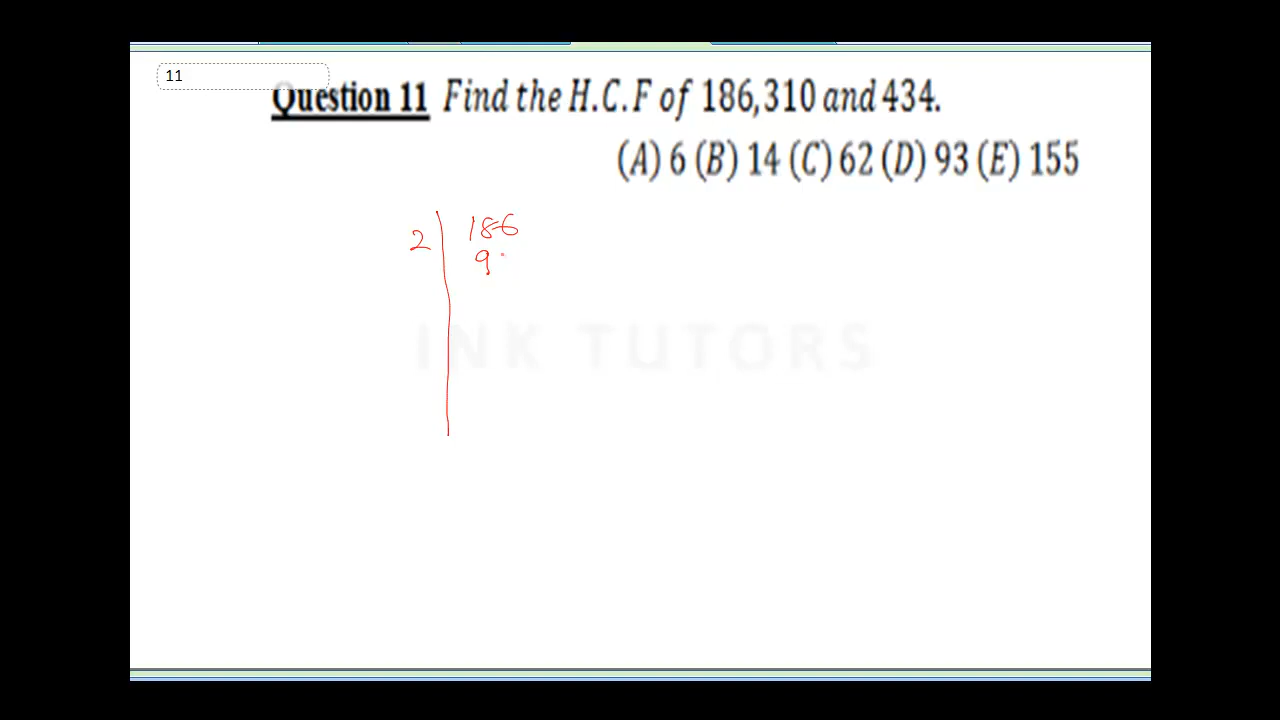 11
Question 11 Find the H.C.F of 186,310 and 434.
(A) 6 (B) 14 (C) 62 (D) 93 (E) 155
2 186
9
INK TUTORS